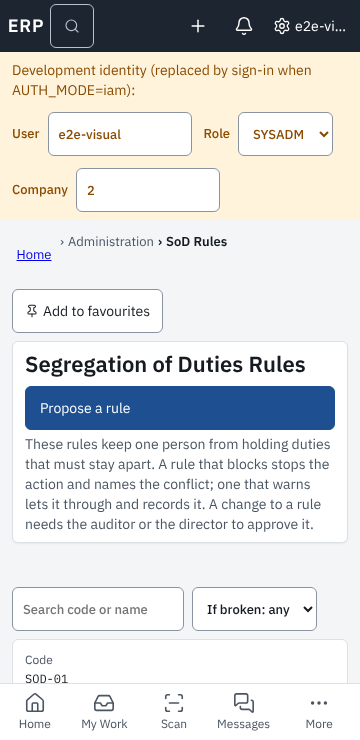 ERP
e2e-vi...
Development identity (replaced by sign-in when
AUTH_MODE=iam):
User e2e-visual Role SYSADM
Company 2
Home › Administration › SoD Rules
Add to favourites
Segregation of Duties Rules
Propose a rule
These rules keep one person from holding duties
that must stay apart. A rule that blocks stops the
action and names the conflict; one that warns
lets it through and records it. A change to a rule
needs the auditor or the director to approve it.
Search code or name If broken: any
Code
SOD-01
Home My Work Scan Messages More